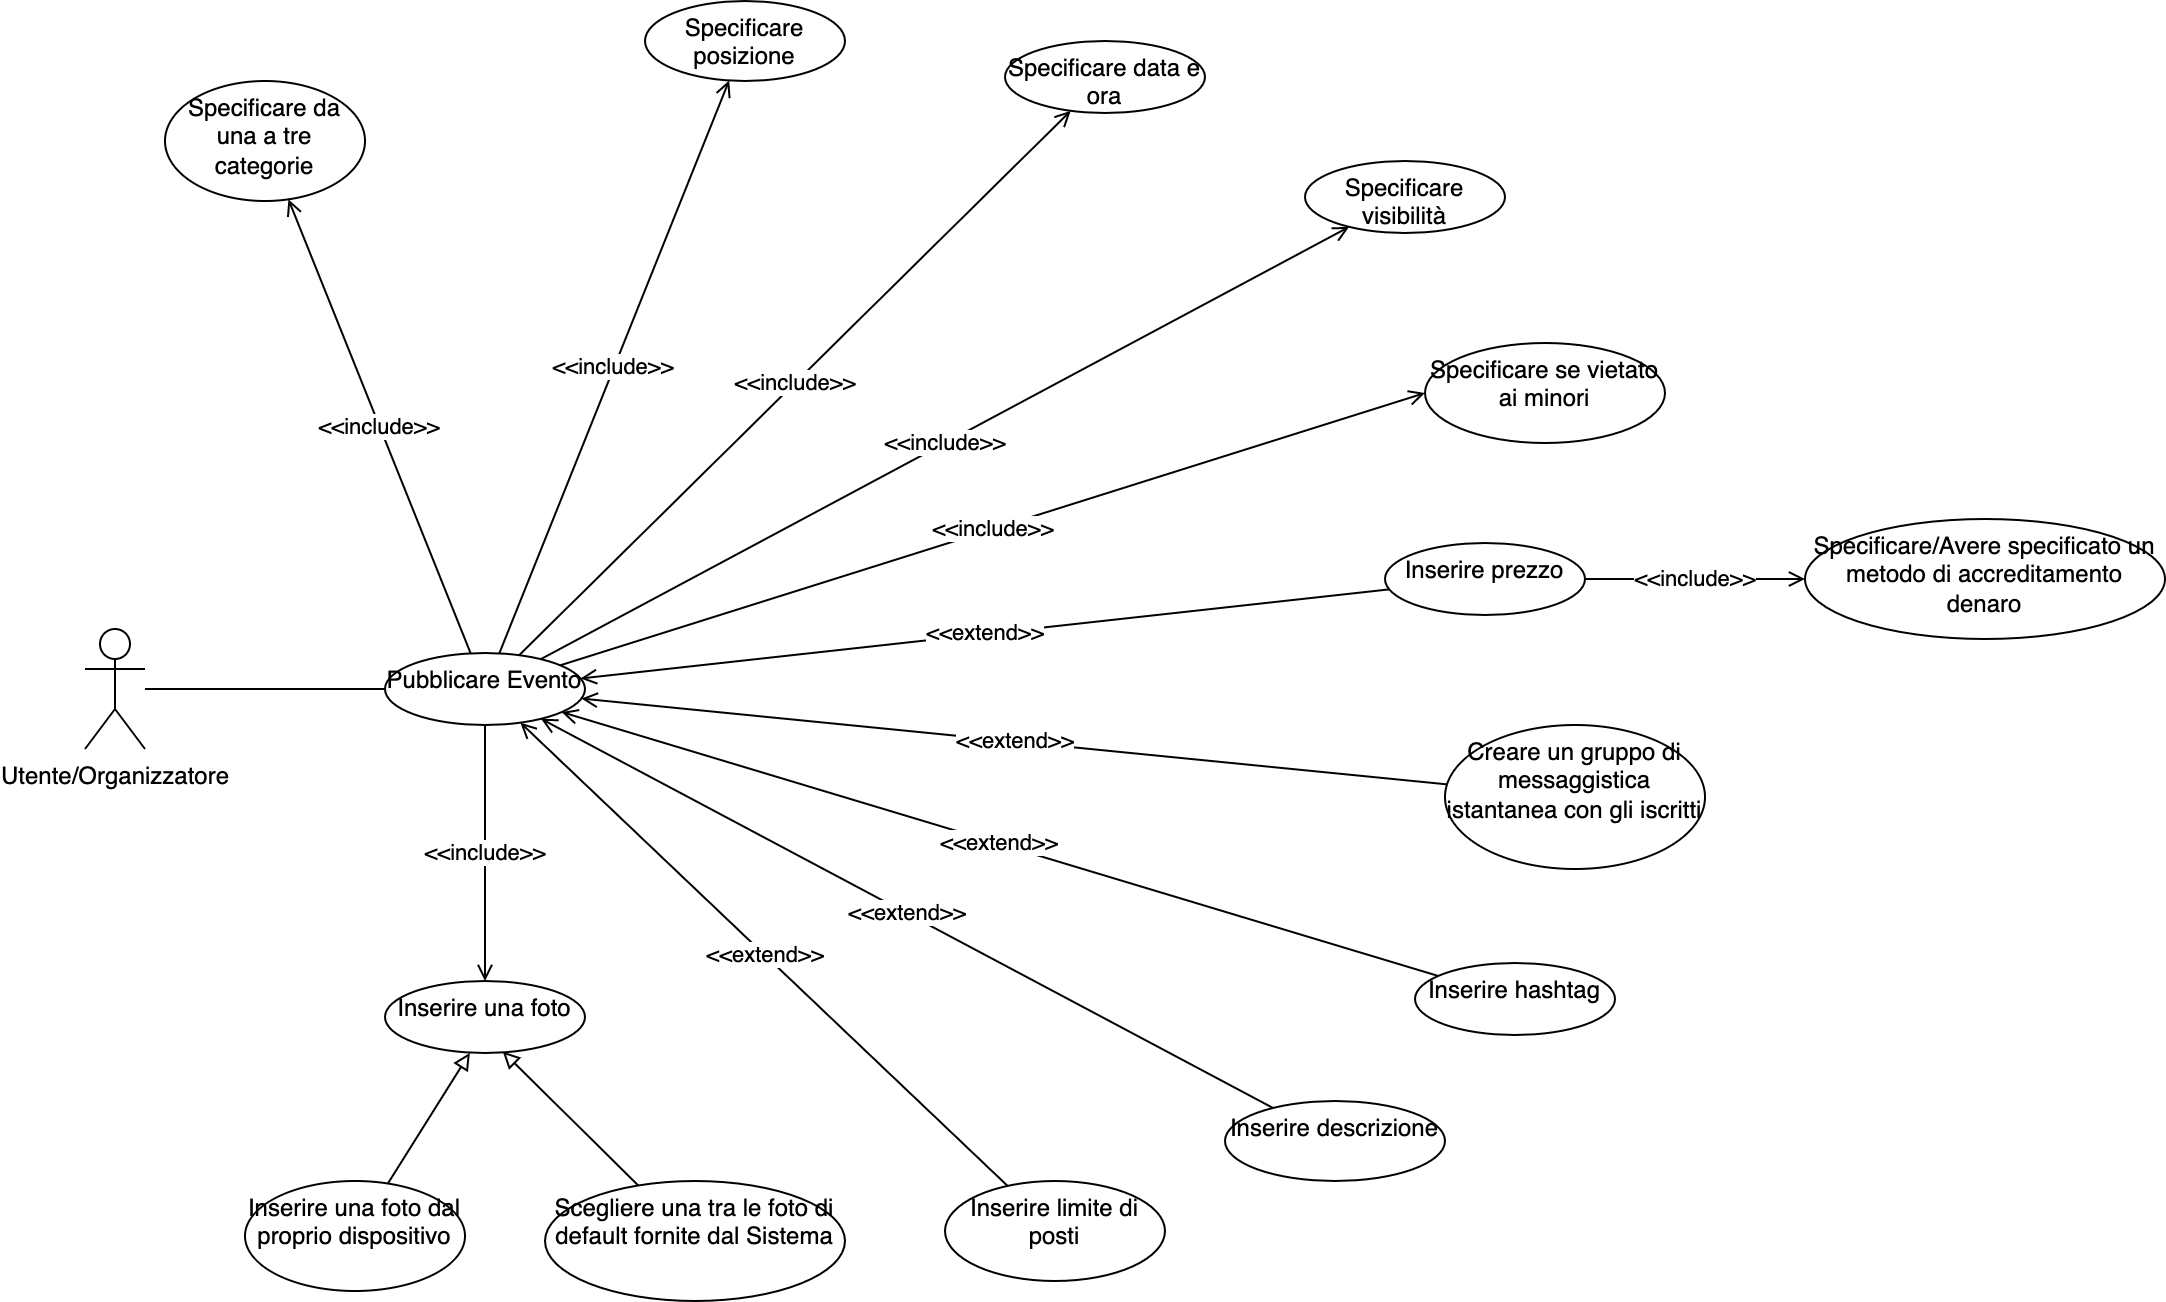 Specificare
posizione
Specificare data e
ora
Specificare da
una a tre
categorie
Specificare
visibilità
<<include>>
<<include>>
<<include>>
<<include>>
<<include>>
Specificare se vietato
ai minori
Inserire prezzo
<<include>>
Specificare/Avere specificato un
metodo di accreditamento
denaro
<<extend>>
Pubblicare Evento
Utente/Organizzatore
<<extend>>
Creare un gruppo di
messaggistica
istantanea con gli iscritti
<<include>>
<<extend>>
<<extend>>
<<extend>>
Inserire una foto
Inserire hashtag
Inserire descrizione
Inserire una foto dal
proprio dispositivo
Scegliere una tra le foto di
default fornite dal Sistema
Inserire limite di
posti